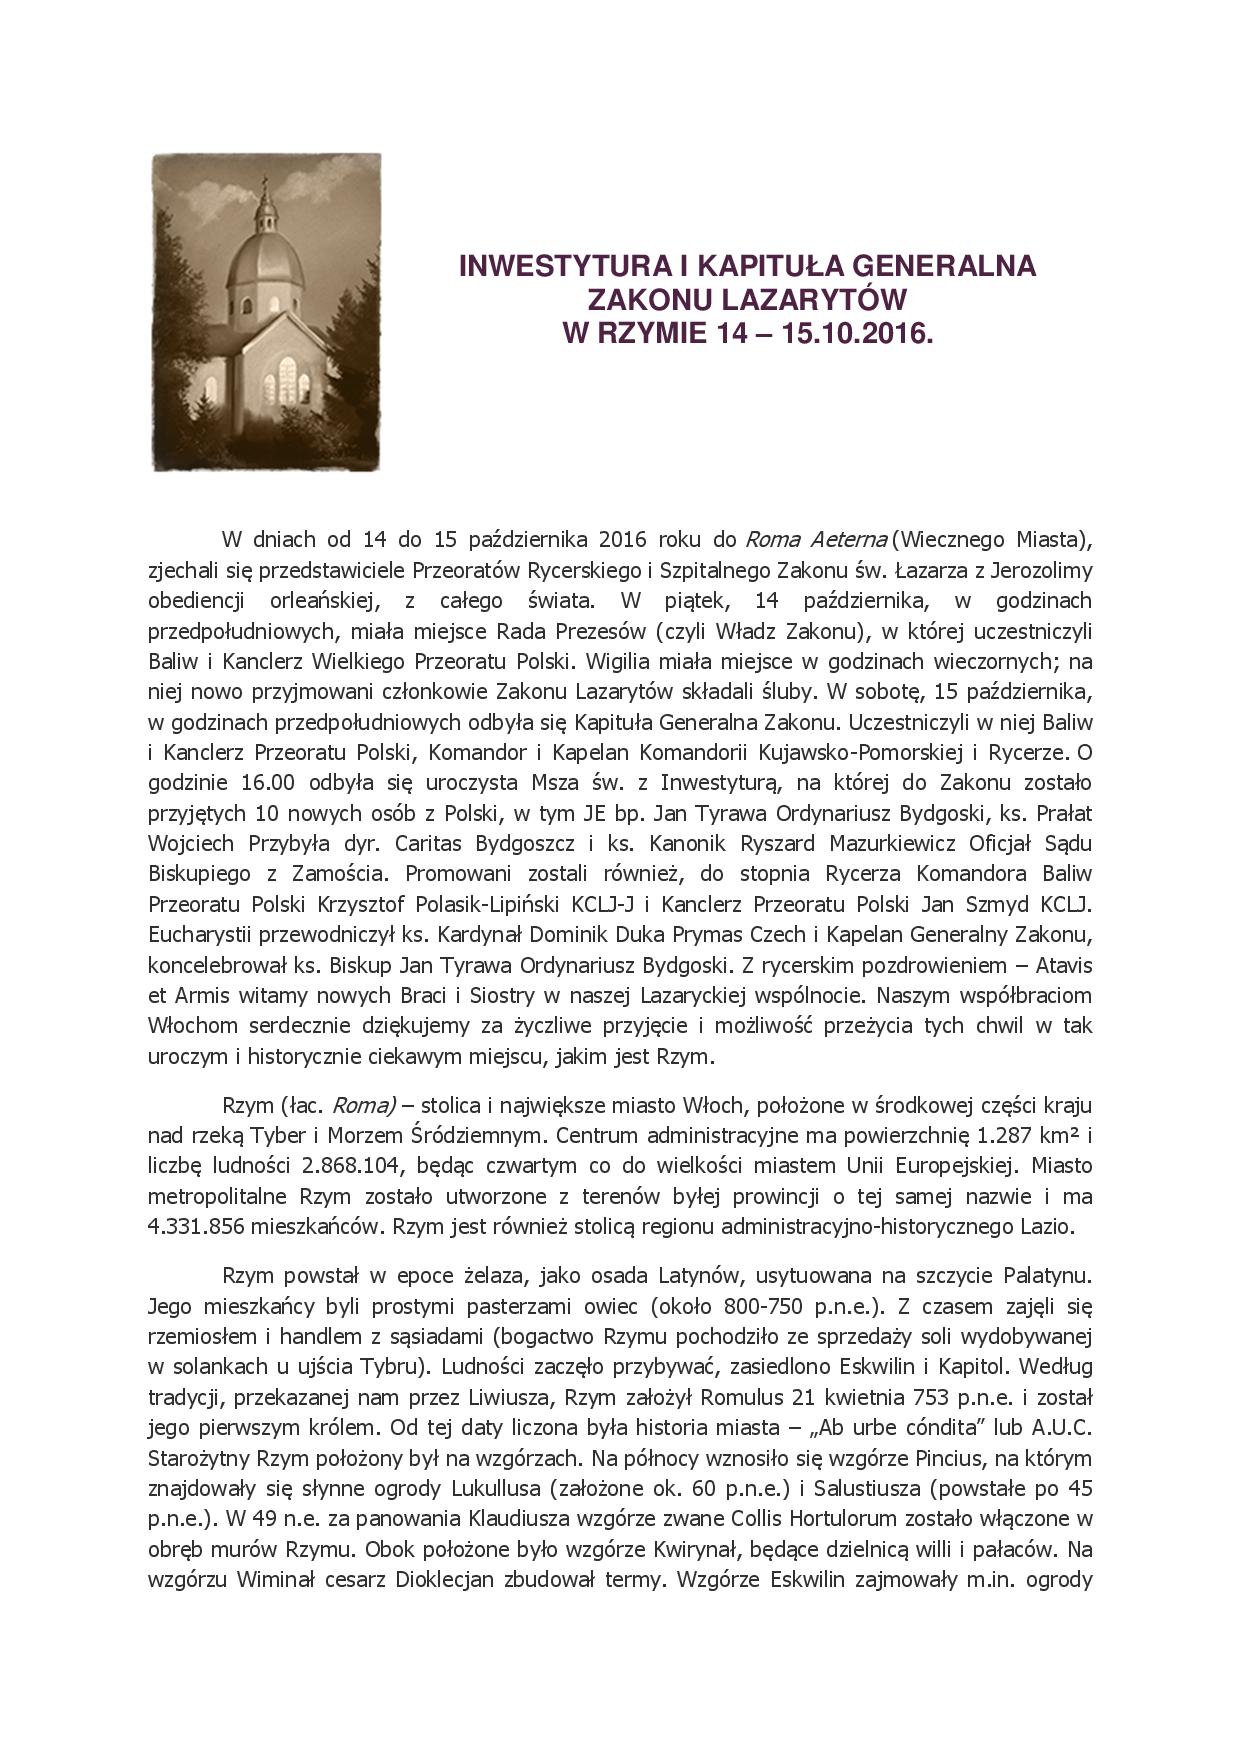 INWESTYTURA I KAPITUŁA GENERALNA
ZAKONU LAZARYTÓW
W RZYMIE 14 – 15.10.2016.
W dniach od 14 do 15 października 2016 roku do Roma Aeterna (Wiecznego Miasta),
zjechali się przedstawiciele Przeoratów Rycerskiego i Szpitalnego Zakonu św. Łazarza z Jerozolimy
obediencji orleańskiej, z całego świata. W piątek, 14 października, w godzinach
przedpołudniowych, miała miejsce Rada Prezesów (czyli Władz Zakonu), w której uczestniczyli
Baliw i Kanclerz Wielkiego Przeoratu Polski. Wigilia miała miejsce w godzinach wieczornych; na
niej nowo przyjmowani członkowie Zakonu Lazarytów składali śluby. W sobotę, 15 października,
w godzinach przedpołudniowych odbyła się Kapituła Generalna Zakonu. Uczestniczyli w niej Baliw
i Kanclerz Przeoratu Polski, Komandor i Kapelan Komandorii Kujawsko-Pomorskiej i Rycerze. O
godzinie 16.00 odbyła się uroczysta Msza św. z Inwestyturą, na której do Zakonu zostało
przyjętych 10 nowych osób z Polski, w tym JE bp. Jan Tyrawa Ordynariusz Bydgoski, ks. Prałat
Wojciech Przybyła dyr. Caritas Bydgoszcz i ks. Kanonik Ryszard Mazurkiewicz Oficjał Sądu
Biskupiego z Zamościa. Promowani zostali również, do stopnia Rycerza Komandora Baliw
Przeoratu Polski Krzysztof Polasik-Lipiński KCLJ-J i Kanclerz Przeoratu Polski Jan Szmyd KCLJ.
Eucharystii przewodniczył ks. Kardynał Dominik Duka Prymas Czech i Kapelan Generalny Zakonu,
koncelebrował ks. Biskup Jan Tyrawa Ordynariusz Bydgoski. Z rycerskim pozdrowieniem – Atavis
et Armis witamy nowych Braci i Siostry w naszej Lazaryckiej wspólnocie. Naszym współbraciom
Włochom serdecznie dziękujemy za życzliwe przyjęcie i możliwość przeżycia tych chwil w tak
uroczym i historycznie ciekawym miejscu, jakim jest Rzym.
Rzym (łac. Roma) – stolica i największe miasto Włoch, położone w środkowej części kraju
nad rzeką Tyber i Morzem Śródziemnym. Centrum administracyjne ma powierzchnię 1.287 km² i
liczbę ludności 2.868.104, będąc czwartym co do wielkości miastem Unii Europejskiej. Miasto
metropolitalne Rzym zostało utworzone z terenów byłej prowincji o tej samej nazwie i ma
4.331.856 mieszkańców. Rzym jest również stolicą regionu administracyjno-historycznego Lazio.
Rzym powstał w epoce żelaza, jako osada Latynów, usytuowana na szczycie Palatynu.
Jego mieszkańcy byli prostymi pasterzami owiec (około 800-750 p.n.e.). Z czasem zajęli się
rzemiosłem i handlem z sąsiadami (bogactwo Rzymu pochodziło ze sprzedaży soli wydobywanej
w solankach u ujścia Tybru). Ludności zaczęło przybywać, zasiedlono Eskwilin i Kapitol. Według
tradycji, przekazanej nam przez Liwiusza, Rzym założył Romulus 21 kwietnia 753 p.n.e. i został
jego pierwszym królem. Od tej daty liczona była historia miasta – „Ab urbe cóndita” lub A.U.C.
Starożytny Rzym położony był na wzgórzach. Na północy wznosiło się wzgórze Pincius, na którym
znajdowały się słynne ogrody Lukullusa (założone ok. 60 p.n.e.) i Salustiusza (powstałe po 45
p.n.e.). W 49 n.e. za panowania Klaudiusza wzgórze zwane Collis Hortulorum zostało włączone w
obręb murów Rzymu. Obok położone było wzgórze Kwirynał, będące dzielnicą willi i pałaców. Na
wzgórzu Wiminał cesarz Dioklecjan zbudował termy. Wzgórze Eskwilin zajmowały m.in. ogrody